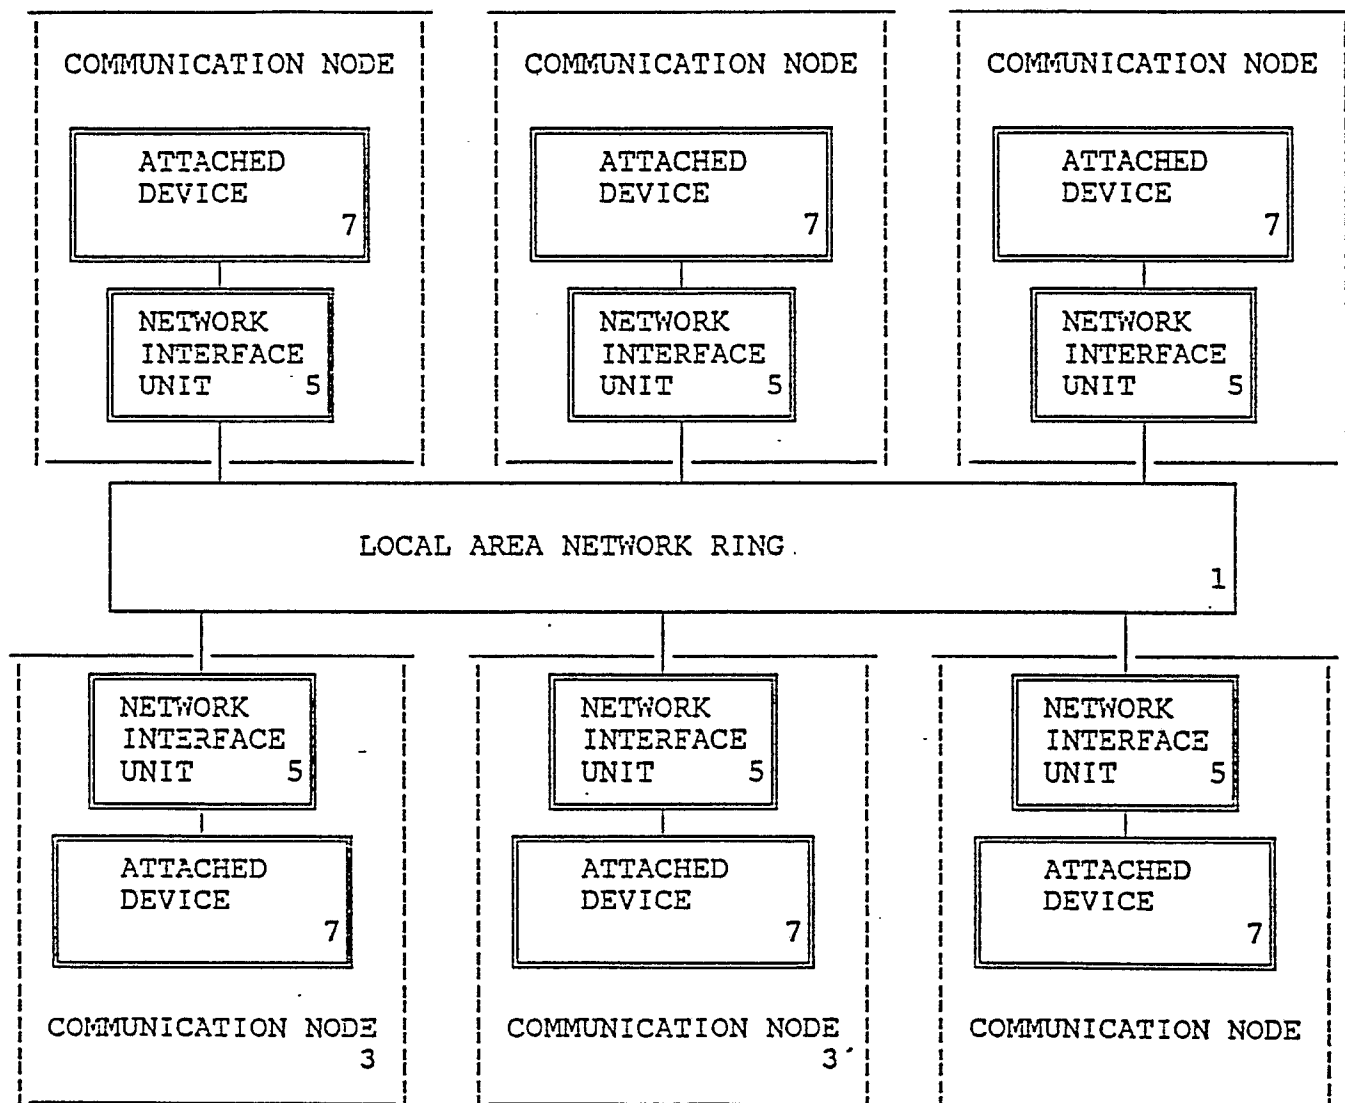 COMMUNICATION NODE
ATTACHED
DEVICE
7
NETWORK
INTERFACE
UNIT 5
COMMUNICATION NODE
ATTACHED
DEVICE
7
NETWORK
INTERFACE
UNIT 5
COMMUNICATION NODE
ATTACHED
DEVICE
7
NETWORK
INTERFACE
UNIT 5
LOCAL AREA NETWORK RING
1
NETWORK
INTERFACE
UNIT 5
ATTACHED
DEVICE
7
COMMUNICATION NODE
3
NETWORK
INTERFACE
UNIT 5
ATTACHED
DEVICE
7
COMMUNICATION NODE
3
NETWORK
INTERFACE
UNIT 5
ATTACHED
DEVICE
7
COMMUNICATION NODE